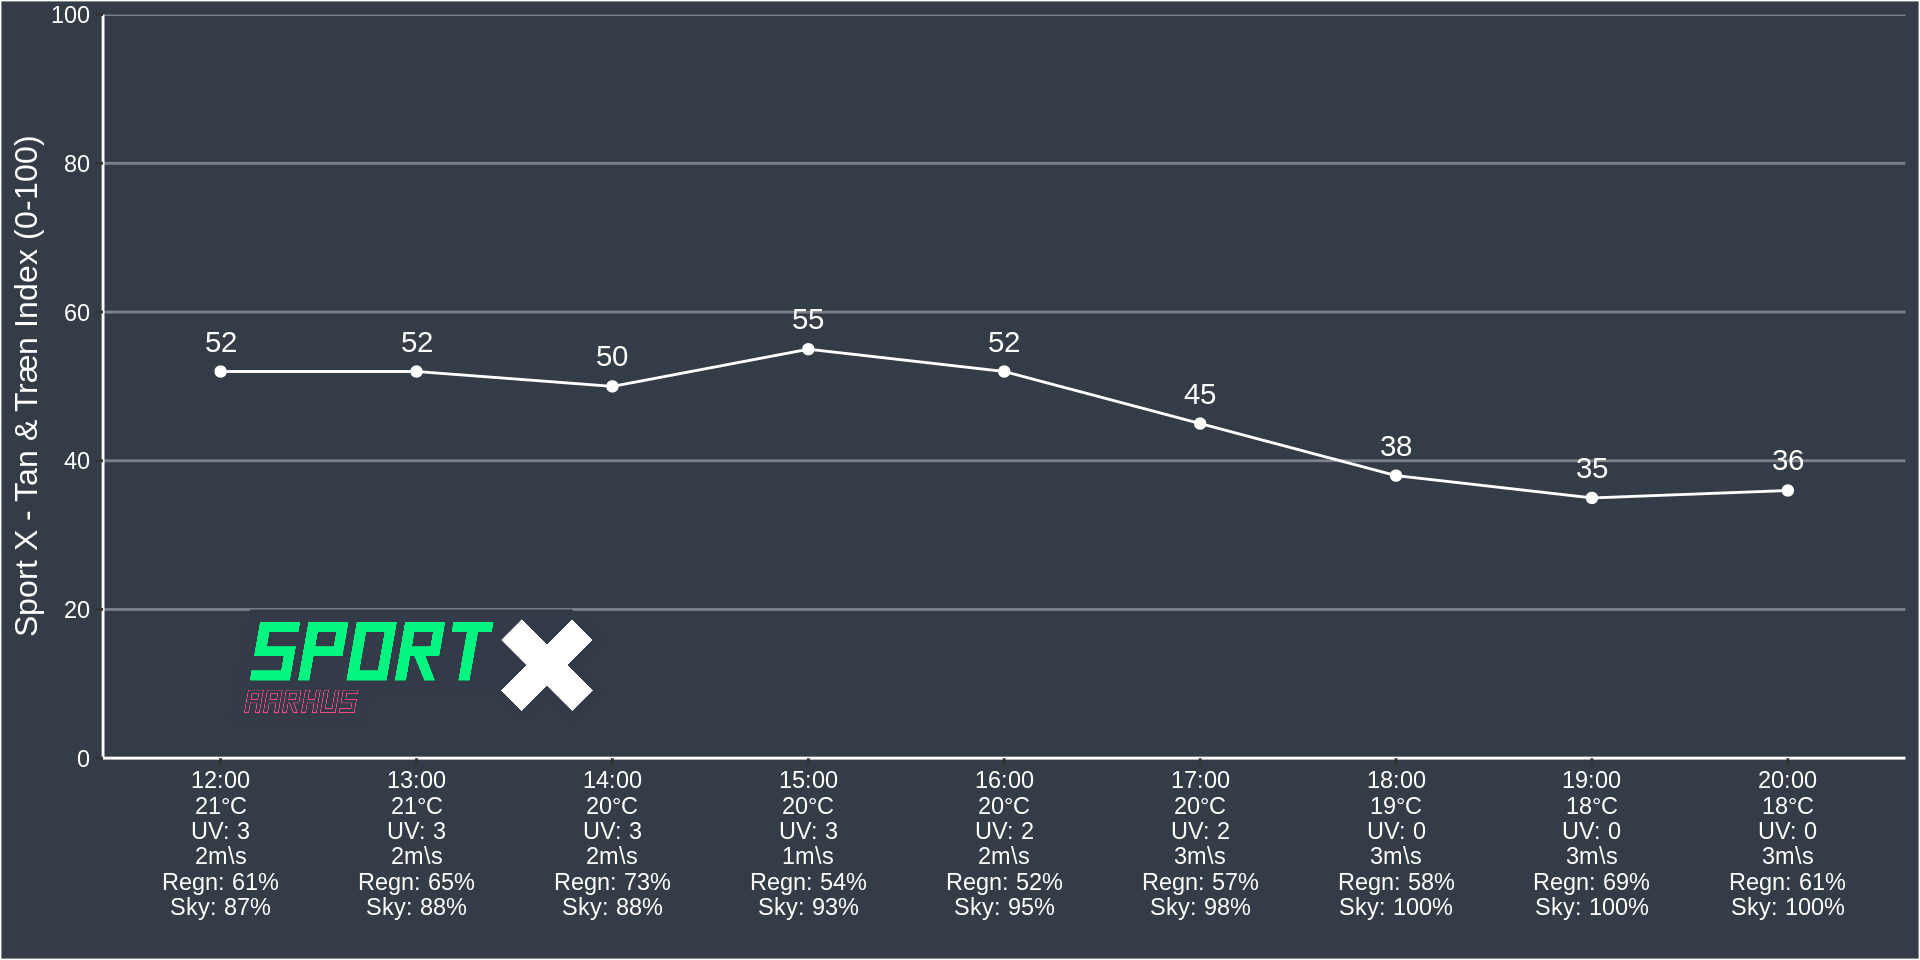 Sport X - Tan & Træn Index (0-100)
100
80
60
40
20
0
52
52
50
55
52
45
38
35
36
SPORT X
AARHUS
12:00 13:00 14:00 15:00 16:00 17:00 18:00 19:00 20:00
21°C 21°C 20°C 20°C 20°C 20°C 19°C 18°C 18°C
UV: 3 UV: 3 UV: 3 UV: 3 UV: 2 UV: 2 UV: 0 UV: 0 UV: 0
2m\s 2m\s 2m\s 1m\s 2m\s 3m\s 3m\s 3m\s 3m\s
Regn: 61% Regn: 65% Regn: 73% Regn: 54% Regn: 52% Regn: 57% Regn: 58% Regn: 69% Regn: 61%
Sky: 87% Sky: 88% Sky: 88% Sky: 93% Sky: 95% Sky: 98% Sky: 100% Sky: 100% Sky: 100%